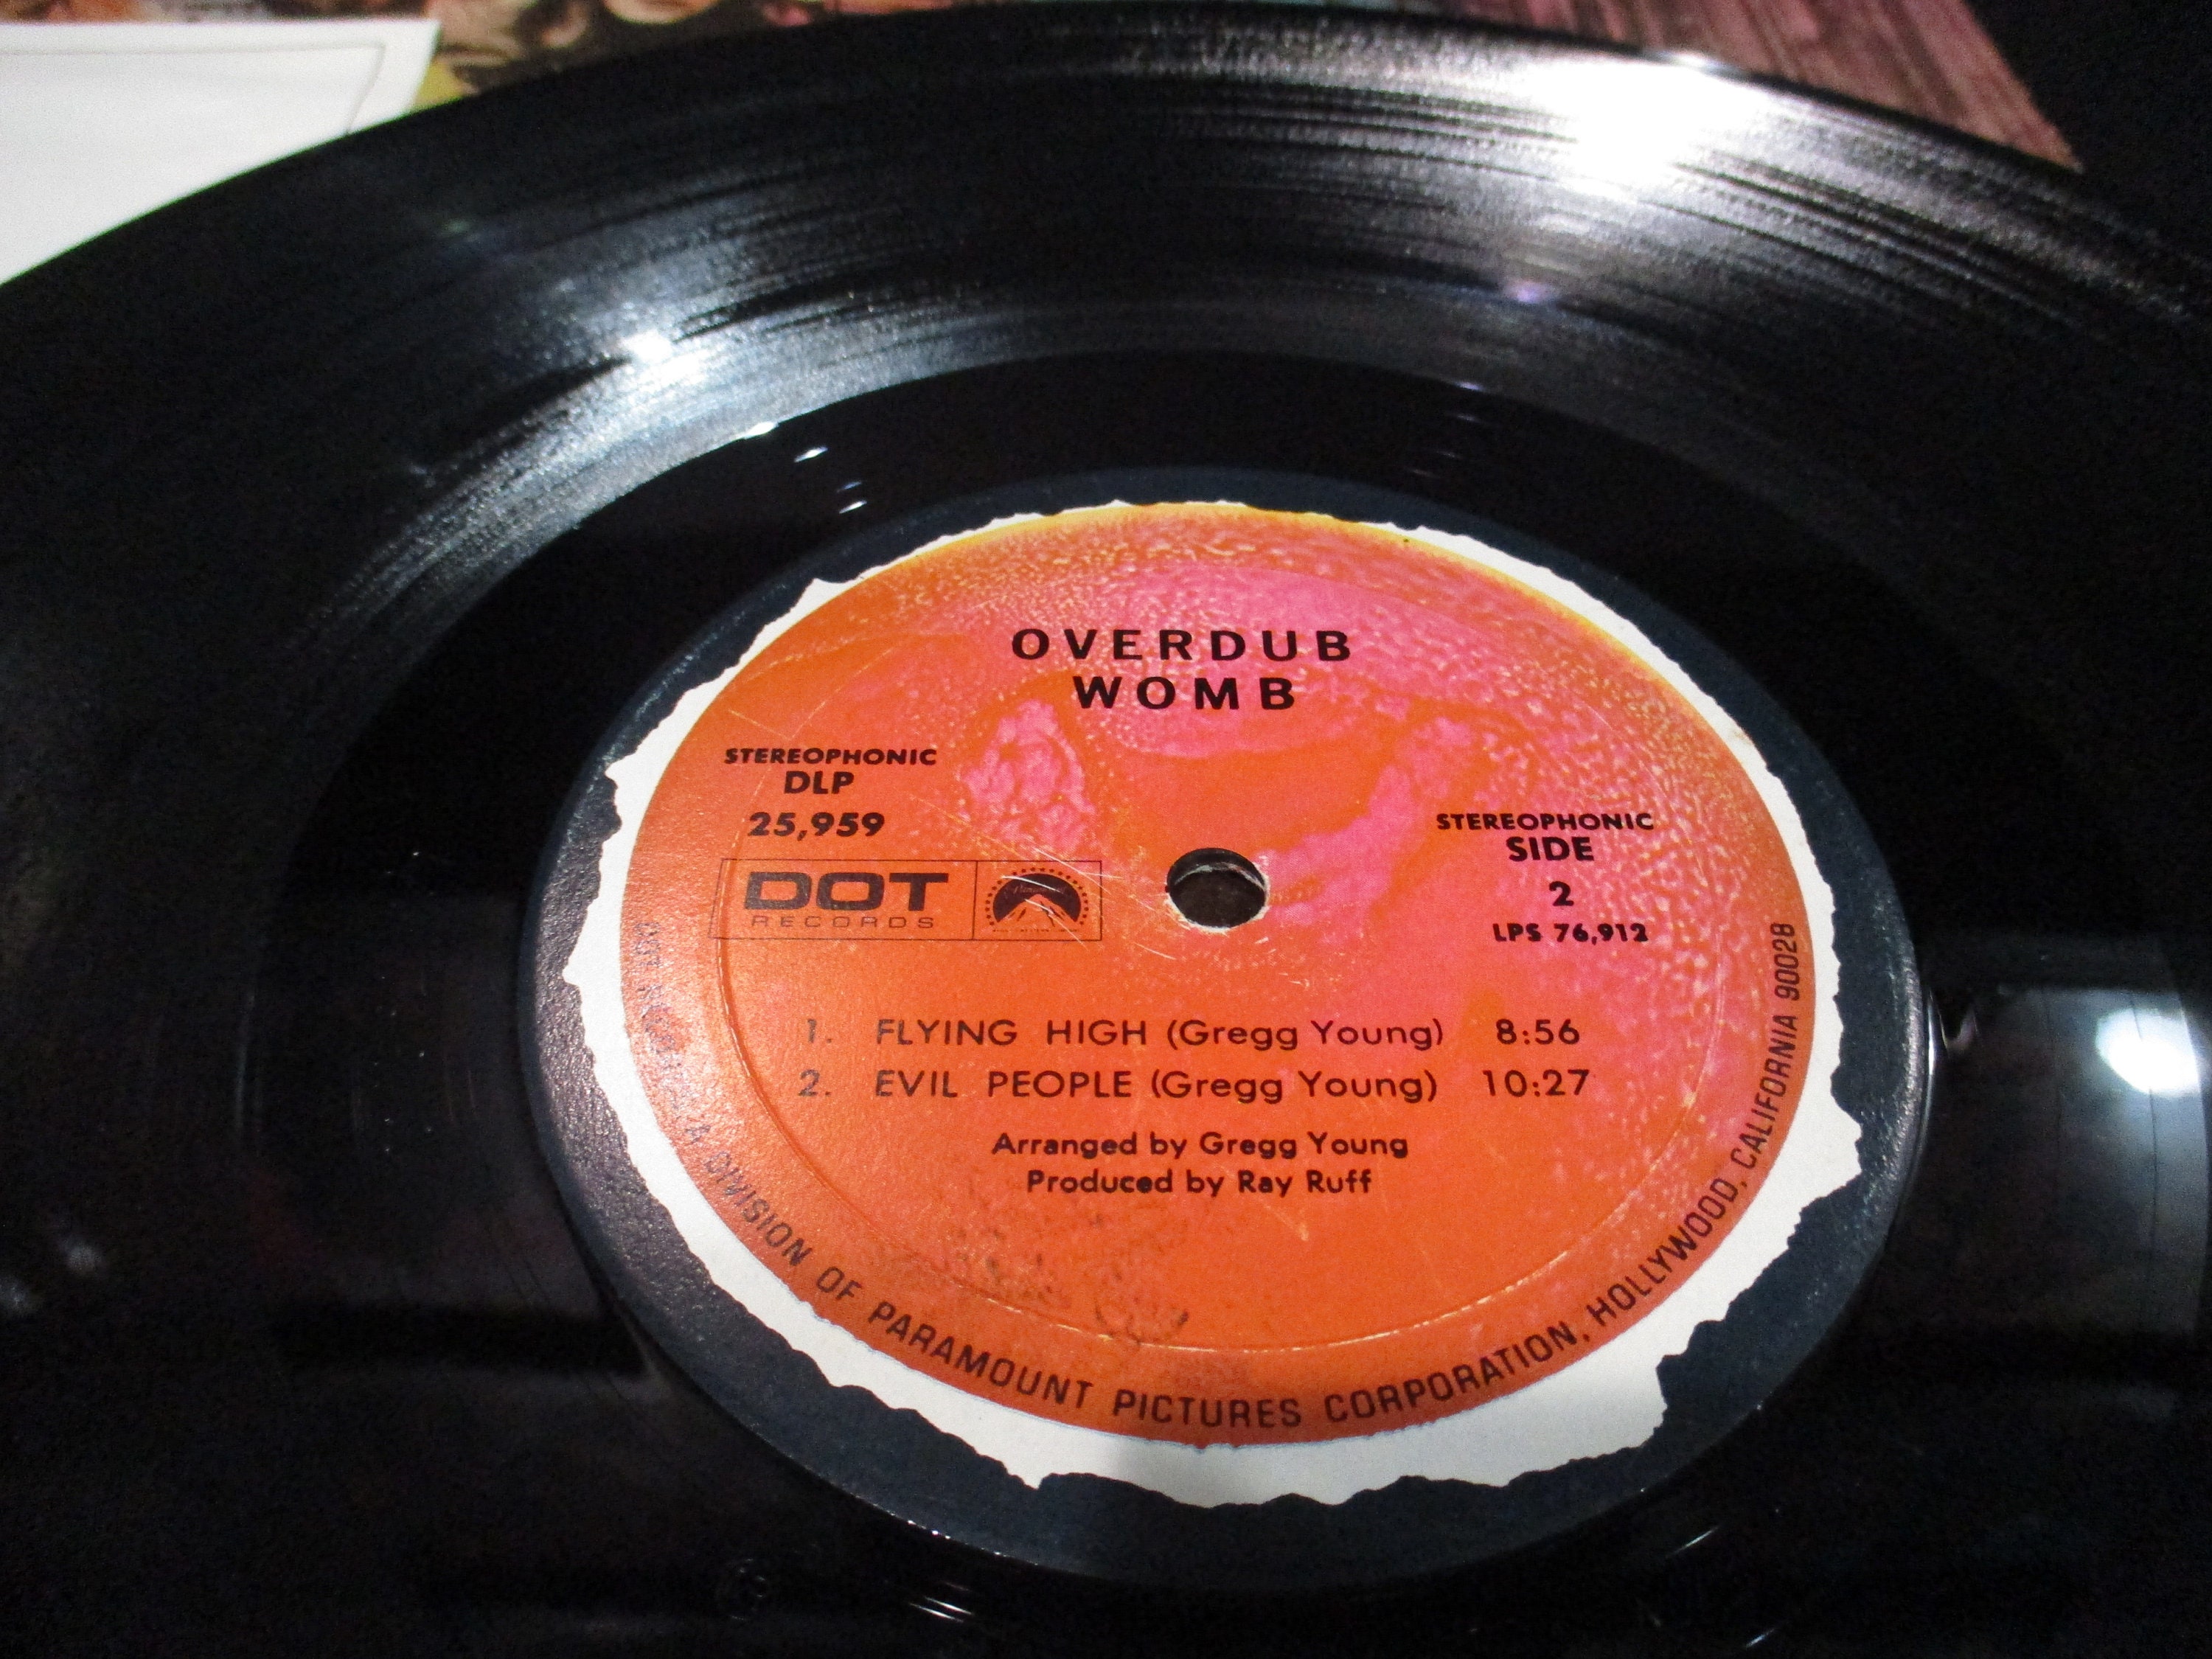 OVERDUB
WOMB
STEREOPHONIC
DLP
25,959
DOT
RECORDS
Paramount
STEREOPHONIC
SIDE
2
LPS 76,912
1. FLYING HIGH (Gregg Young) 8:56
2. EVIL PEOPLE (Gregg Young) 10:27
Arranged by Gregg Young
Produced by Ray Ruff
A DIVISION OF PARAMOUNT PICTURES CORPORATION, HOLLYWOOD, CALIFORNIA 90028